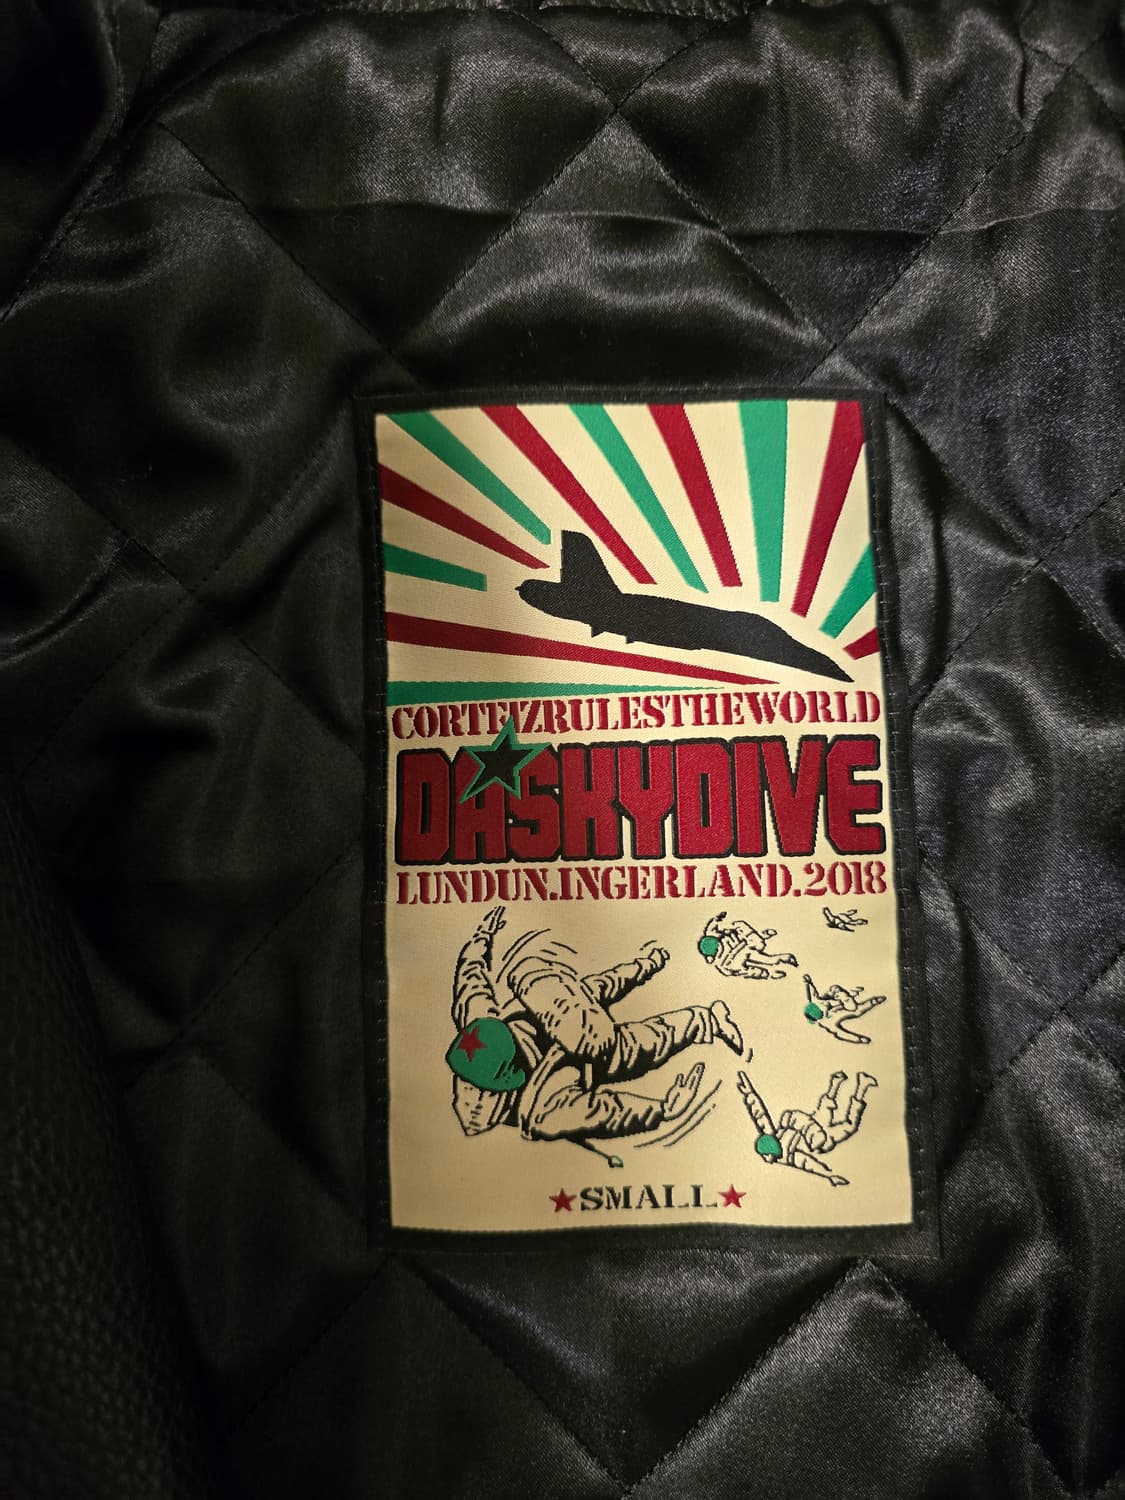 CORTEIZRULESTHEWORLD
DASKYDIVE
LUNDUN.INGERLAND.2018
★SMALL★